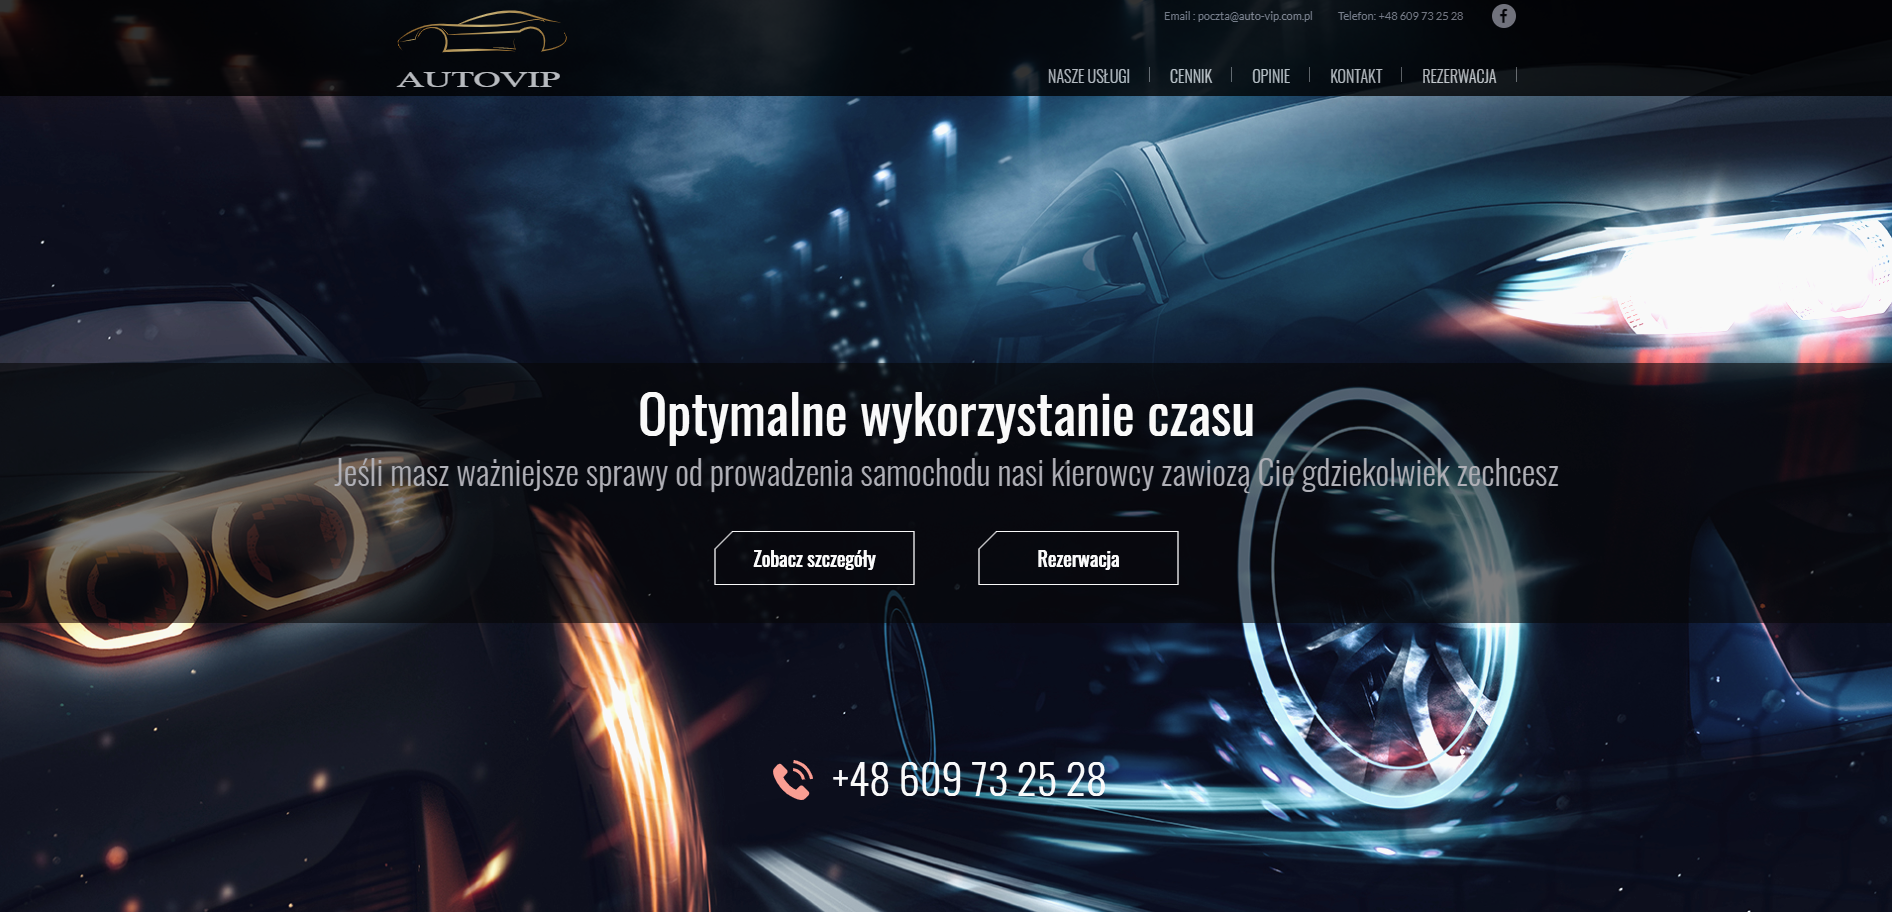 Email : poczta@auto-vip.com.pl Telefon: +48 609 73 25 28
AUTOVIP
NASZE USŁUGI CENNIK OPINIE KONTAKT REZERWACJA
Optymalne wykorzystanie czasu
Jeśli masz ważniejsze sprawy od prowadzenia samochodu nasi kierowcy zawiozą Cie gdziekolwiek zechcesz
Zobacz szczegóły Rezerwacja
+48 609 73 25 28